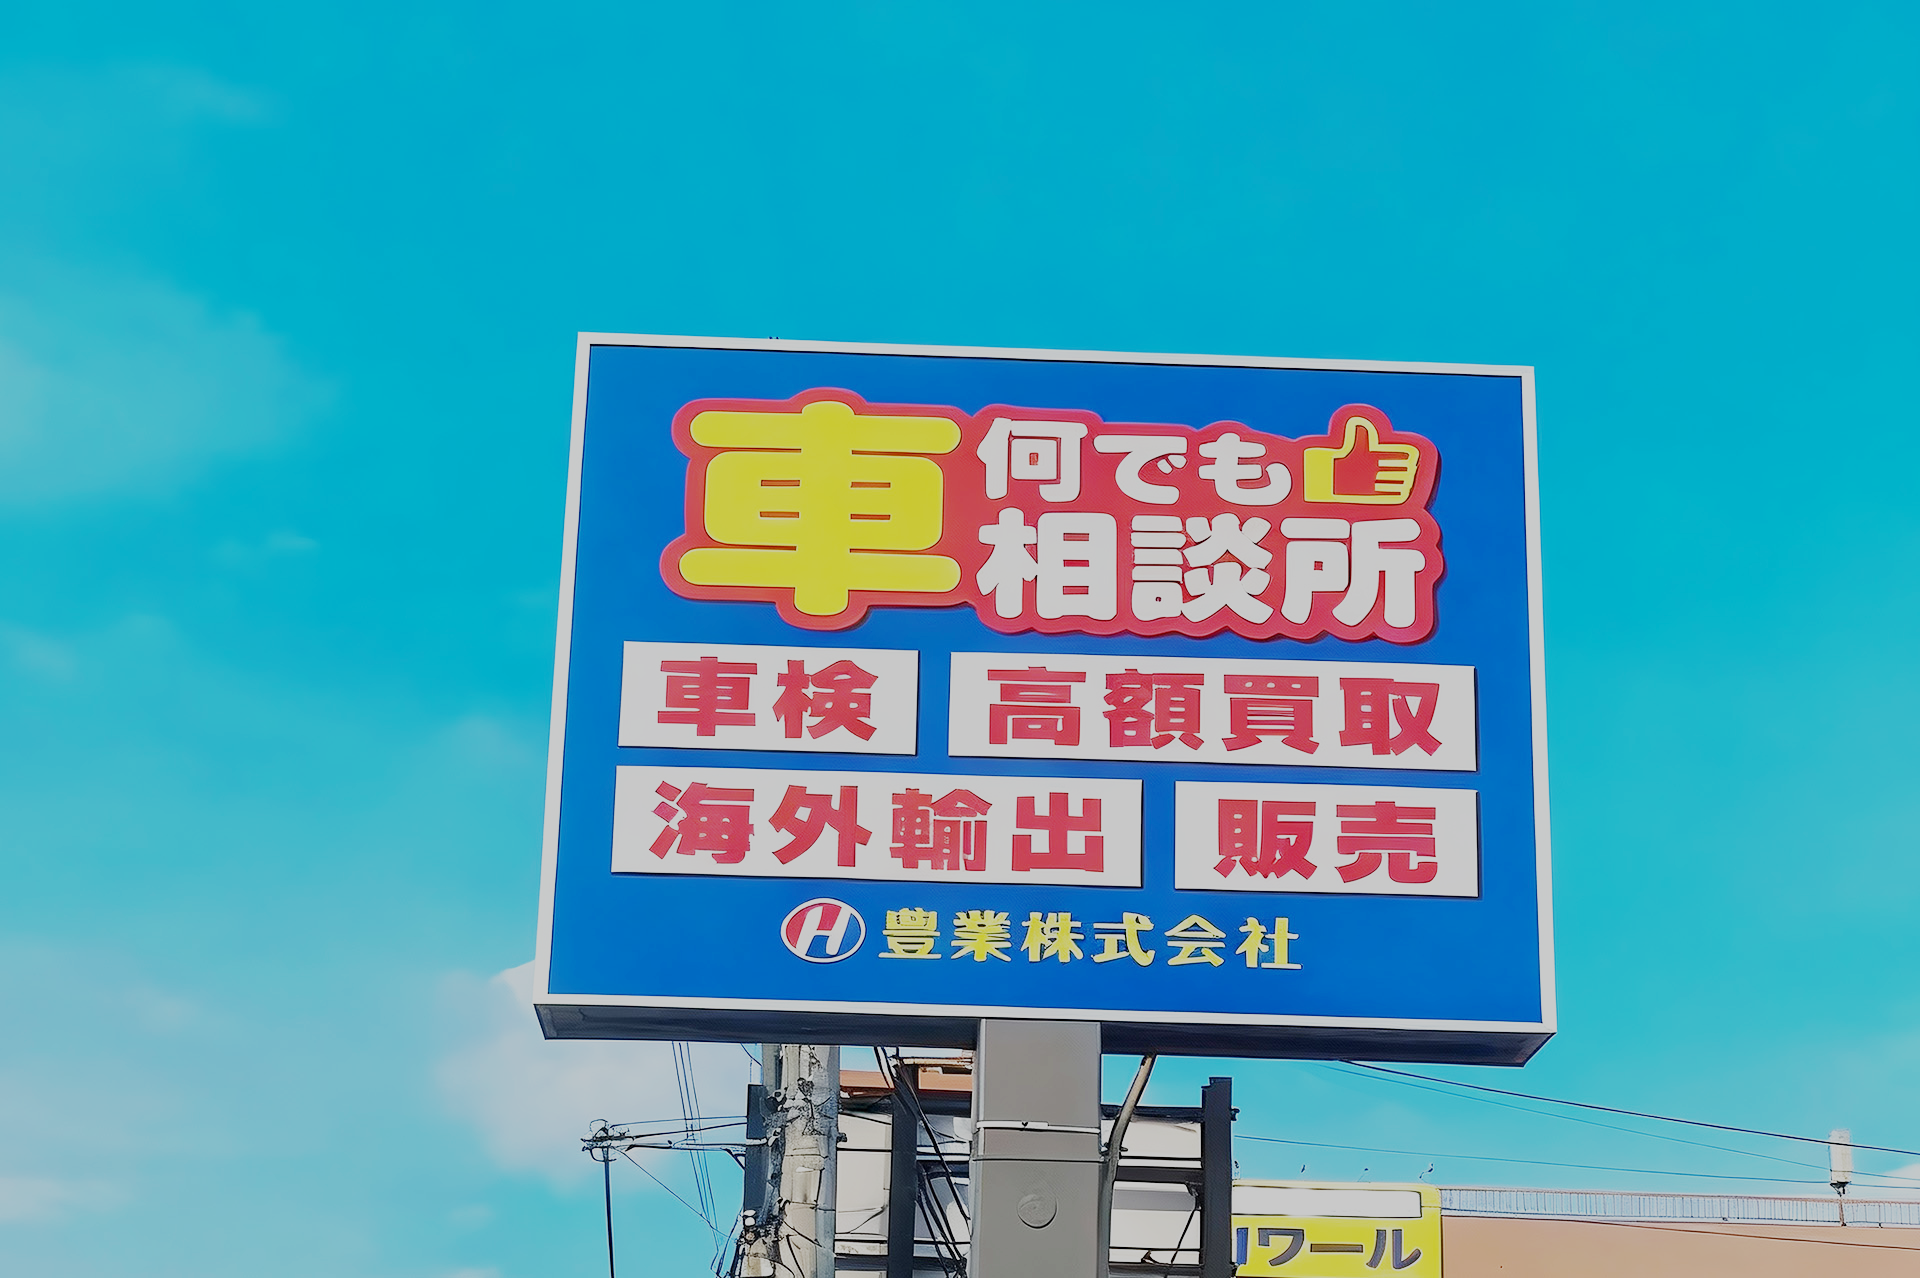 車何でも
相談所
車検 高額買取
海外輸出 販売
H 豊業株式会社
ワール